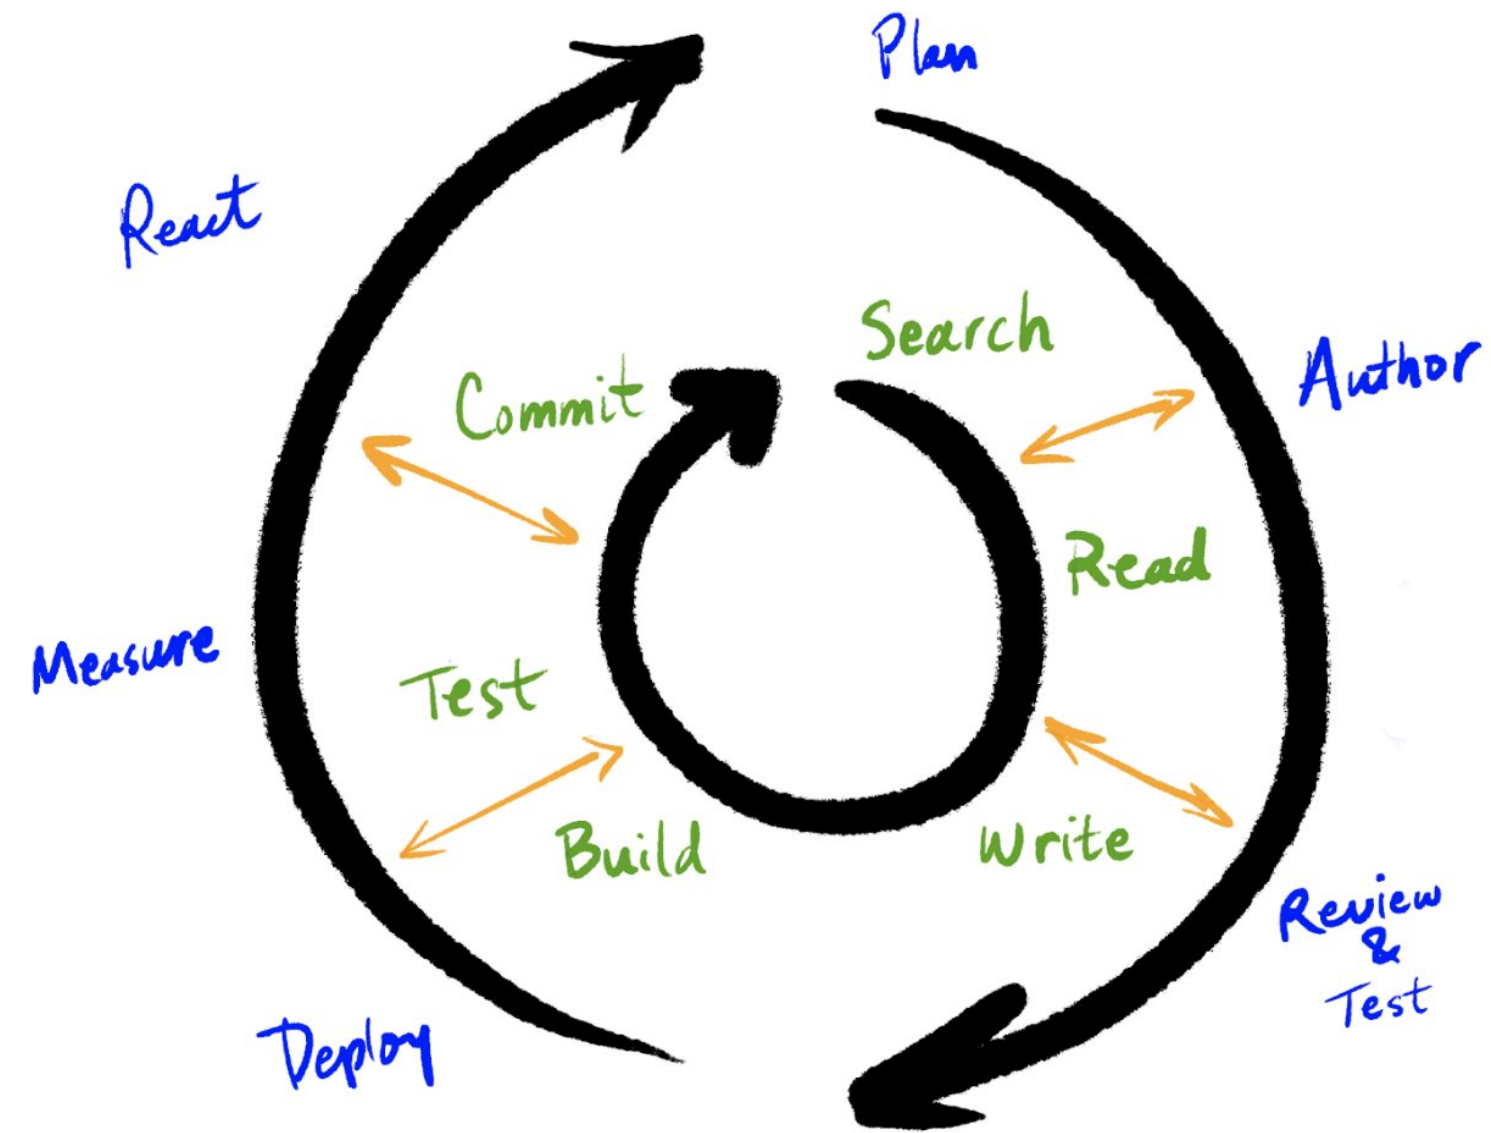 Plan
React
Search
Author
Commit
Read
Measure
Test
Build
Write
Review
&
Test
Deploy